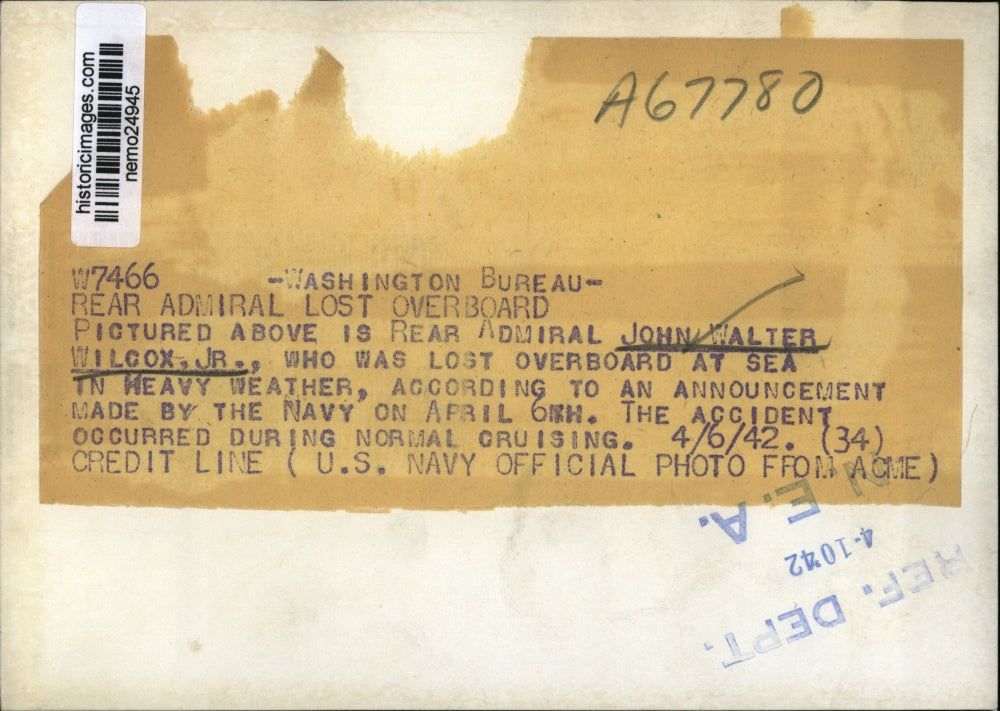 historicimages.com
nemo24945
A67780
W7466 -WASHINGTON BUREAU-
REAR ADMIRAL LOST OVERBOARD
PICTURED ABOVE IS REAR ADMIRAL JOHN WALTER
WILCOX, JR., WHO WAS LOST OVERBOARD AT SEA
IN HEAVY WEATHER, ACCORDING TO AN ANNOUNCEMENT
MADE BY THE NAVY ON APRIL 6TH. THE ACCIDENT
OCCURRED DURING NORMAL CRUISING. 4/6/42. (34)
CREDIT LINE ( U.S. NAVY OFFICIAL PHOTO FROM ACME)
N E. A.
4-10-42
REF. DEPT.